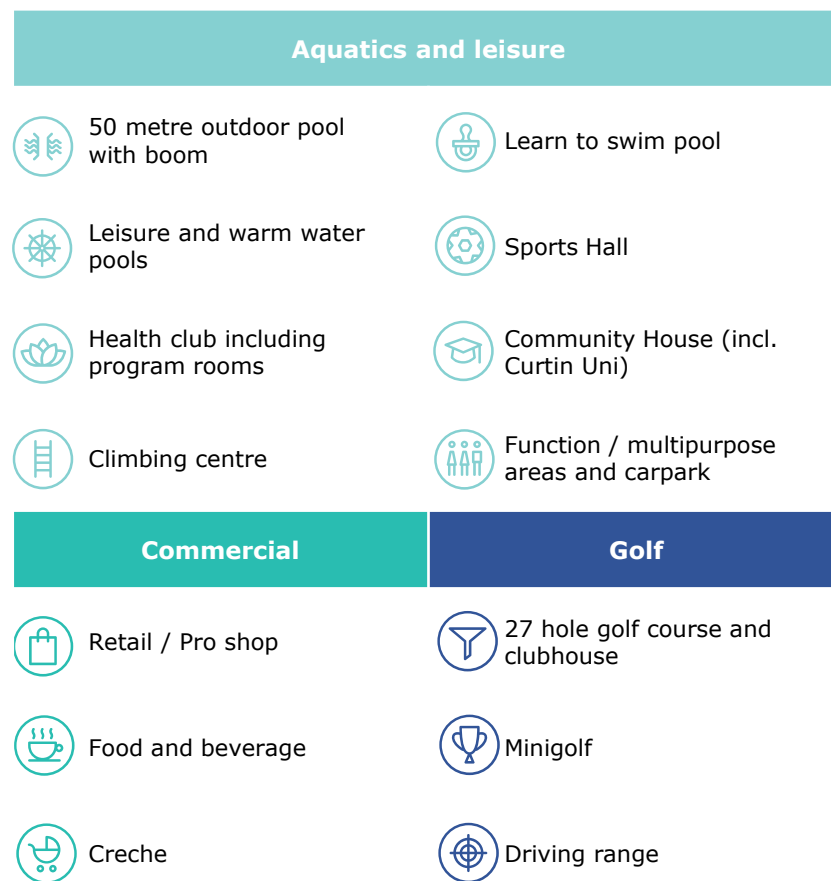 Aquatics and leisure
50 metre outdoor pool
with boom
Learn to swim pool
Leisure and warm water
pools
Sports Hall
Health club including
program rooms
Community House (incl.
Curtin Uni)
Climbing centre
Function / multipurpose
areas and carpark
Commercial
Golf
Retail / Pro shop
27 hole golf course and
clubhouse
Food and beverage
Minigolf
Creche
Driving range